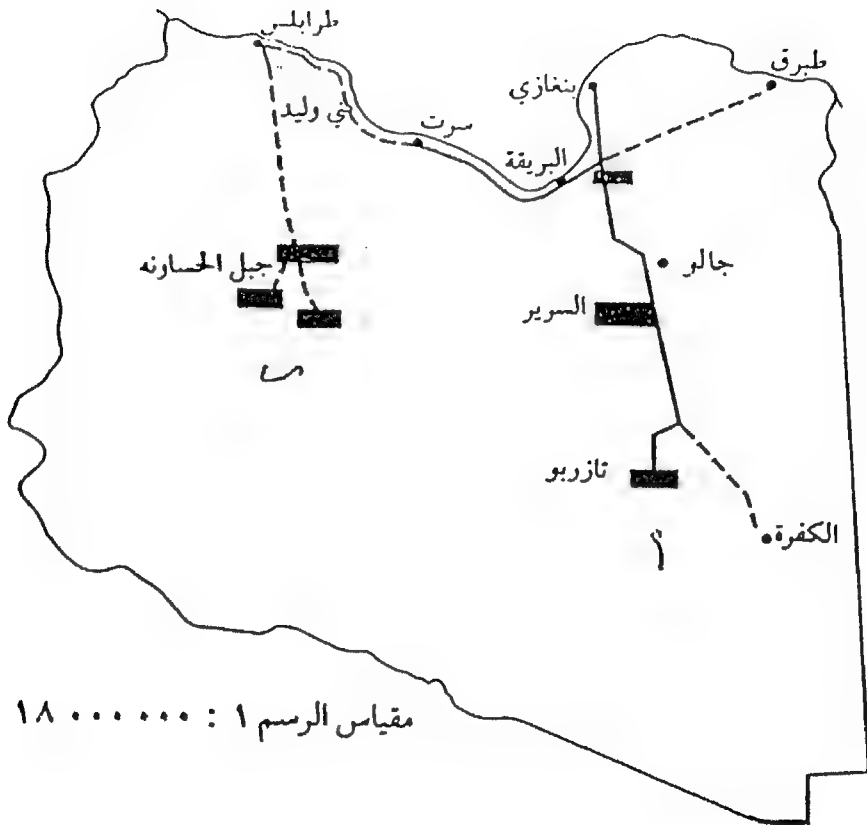 طرابلس
طبرق
بنغازي
بني وليد
سرت
البريقة
جالو
جبل الحساونه
السرير
تازربو
أ
الكفرة
مقياس الرسم ١ : ١٨٠٠٠٠٠٠